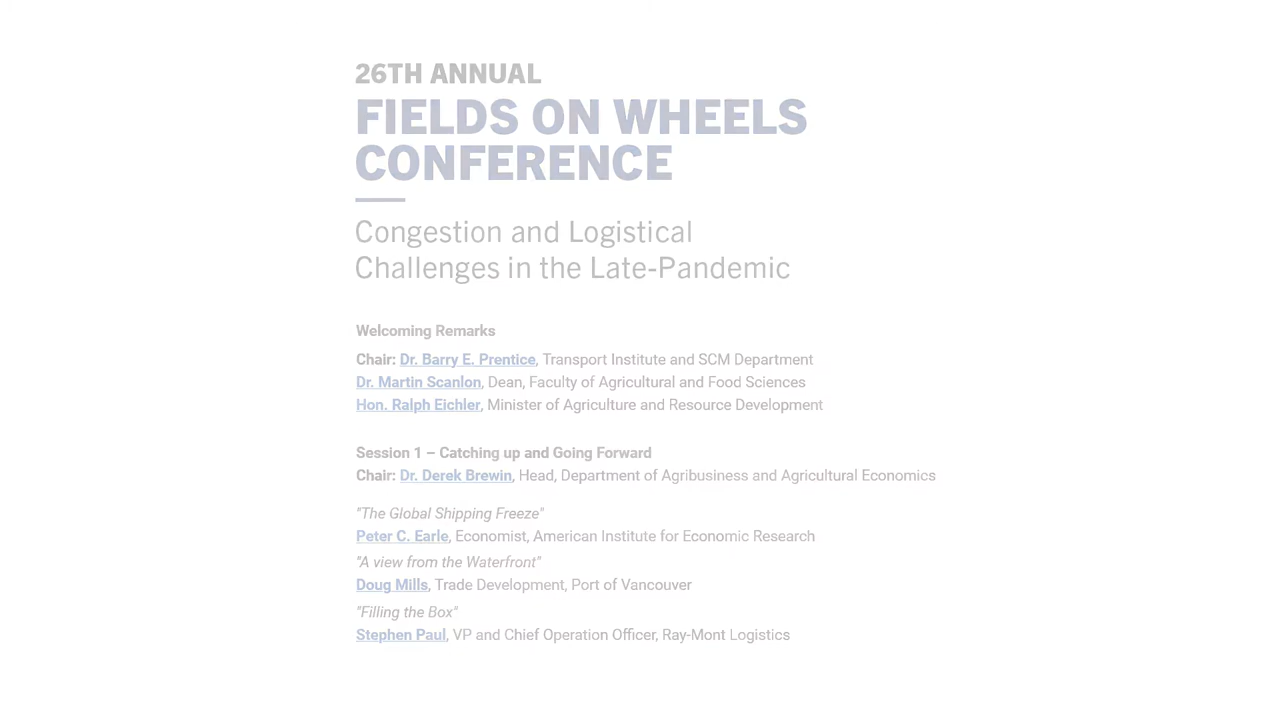 26TH ANNUAL
FIELDS ON WHEELS
CONFERENCE
Congestion and Logistical
Challenges in the Late-Pandemic
Welcoming Remarks
Chair: Dr. Barry E. Prentice, Transport Institute and SCM Department
Dr. Martin Scanlon, Dean, Faculty of Agricultural and Food Sciences
Hon. Ralph Eichler, Minister of Agriculture and Resource Development
Session 1 – Catching up and Going Forward
Chair: Dr. Derek Brewin, Head, Department of Agribusiness and Agricultural Economics
"The Global Shipping Freeze"
Peter C. Earle, Economist, American Institute for Economic Research
"A view from the Waterfront"
Doug Mills, Trade Development, Port of Vancouver
"Filling the Box"
Stephen Paul, VP and Chief Operation Officer, Ray-Mont Logistics